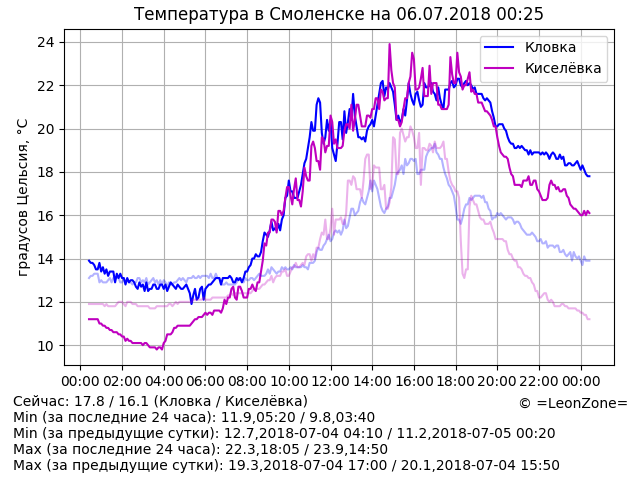 Температура в Смоленске на 06.07.2018 00:25
градусов Цельсия, °C
24
22
20
18
16
14
12
10
Кловка
Киселёвка
00:00 02:00 04:00 06:00 08:00 10:00 12:00 14:00 16:00 18:00 20:00 22:00 00:00
Сейчас: 17.8 / 16.1 (Кловка / Киселёвка)
© =LeonZone=
Min (за последние 24 часа): 11.9,05:20 / 9.8,03:40
Min (за предыдущие сутки): 12.7,2018-07-04 04:10 / 11.2,2018-07-05 00:20
Max (за последние 24 часа): 22.3,18:05 / 23.9,14:50
Max (за предыдущие сутки): 19.3,2018-07-04 17:00 / 20.1,2018-07-04 15:50